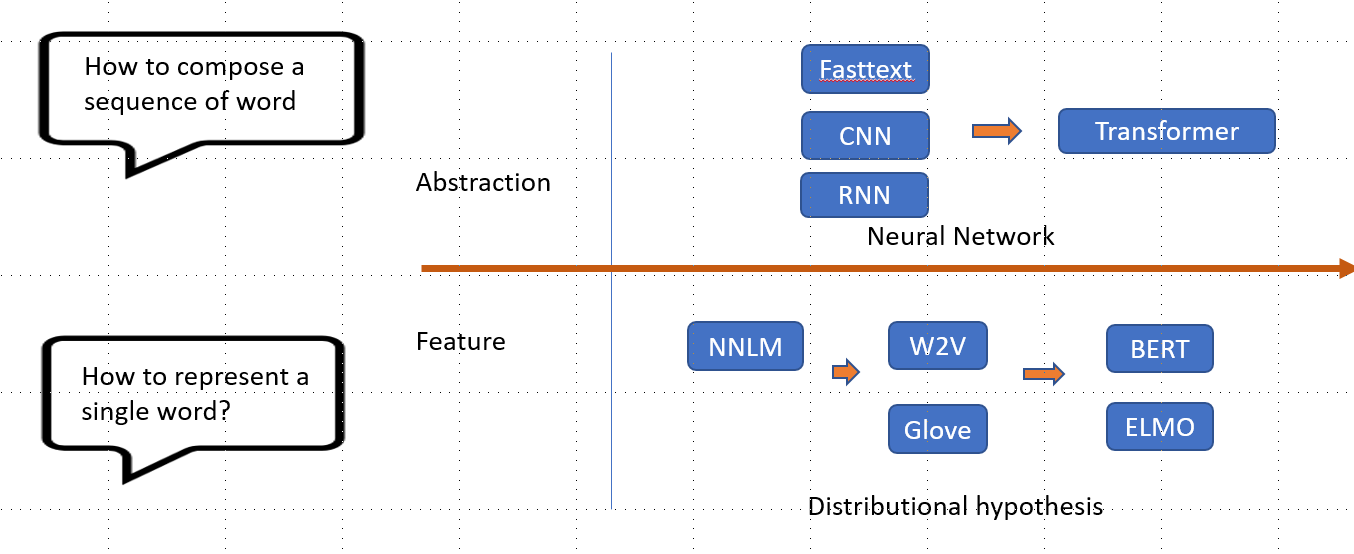 How to compose a
sequence of word
Fasttext
CNN
Transformer
RNN
Abstraction
Neural Network
Feature
How to represent a
single word?
NNLM
W2V
BERT
Glove
ELMO
Distributional hypothesis